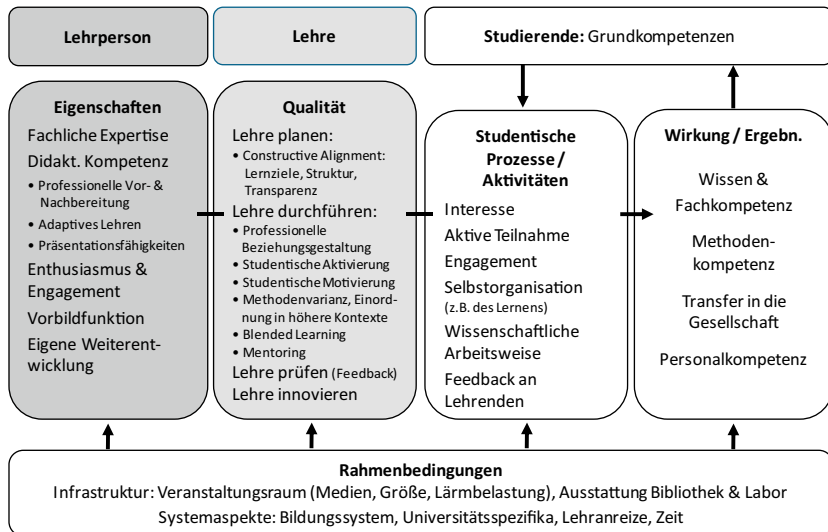 Lehrperson
Lehre
Studierende: Grundkompetenzen
Eigenschaften
Fachliche Expertise
Didakt. Kompetenz
• Professionelle Vor- &
Nachbereitung
• Adaptives Lehren
• Präsentationsfähigkeiten
Enthusiasmus &
Engagement
Vorbildfunktion
Eigene Weiterent-
wicklung
Qualität
Lehre planen:
• Constructive Alignment:
Lernziele, Struktur,
Transparenz
Lehre durchführen:
• Professionelle
Beziehungsgestaltung
• Studentische Aktivierung
• Studentische Motivierung
• Methodenvarianz, Einord-
nung in höhere Kontexte
• Blended Learning
• Mentoring
Lehre prüfen (Feedback)
Lehre innovieren
Studentische
Prozesse /
Aktivitäten
Interesse
Aktive Teilnahme
Engagement
Selbstorganisation
(z.B. des Lernens)
Wissenschaftliche
Arbeitsweise
Feedback an
Lehrenden
Wirkung / Ergebn.
Wissen &
Fachkompetenz
Methoden-
kompetenz
Transfer in die
Gesellschaft
Personalkompetenz
Rahmenbedingungen
Infrastruktur: Veranstaltungsraum (Medien, Größe, Lärmbelastung), Ausstattung Bibliothek & Labor
Systemaspekte: Bildungssystem, Universitätsspezifika, Lehranreize, Zeit